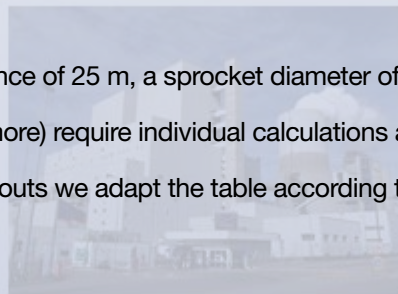 nce of 25 m, a sprocket diameter of
nore) require individual calculations a
outs we adapt the table according t